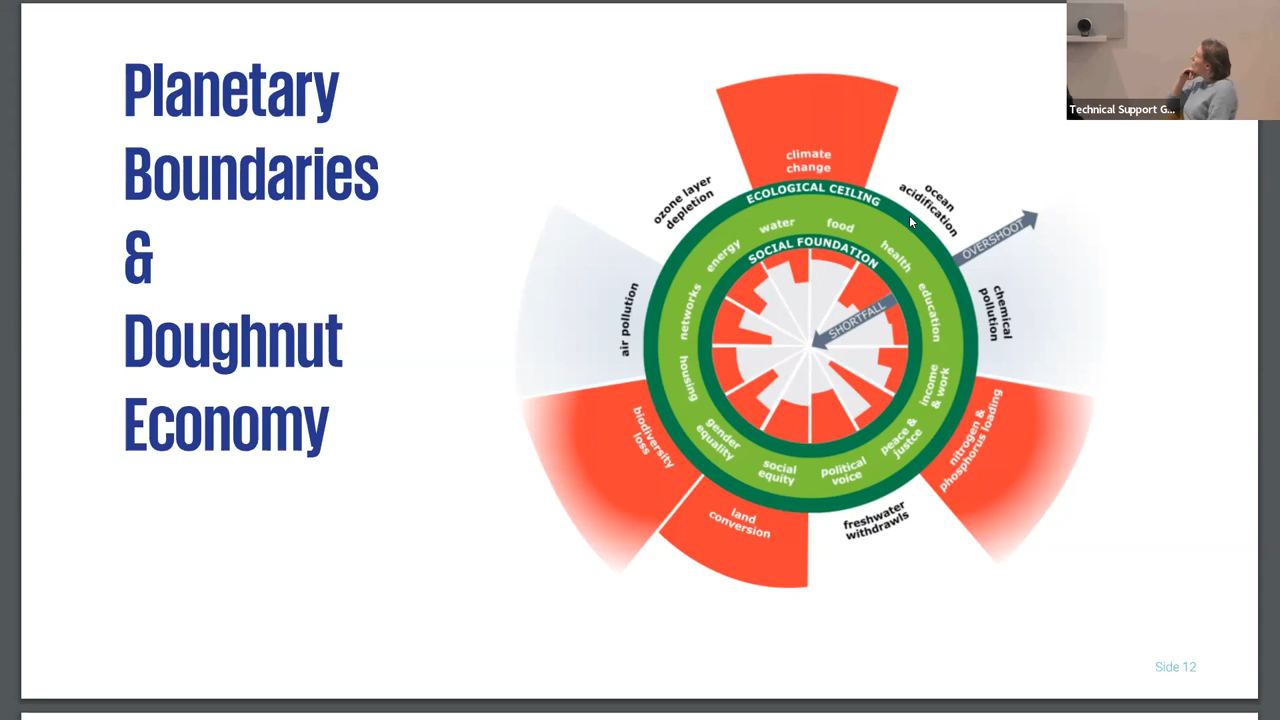 Planetary
Boundaries
&
Doughnut
Economy
climate
change
ozone layer
depletion
ocean
acidification
ECOLOGICAL CEILING
OVERSHOOT
water
food
energy
health
SOCIAL FOUNDATION
networks
education
SHORTFALL
air pollution
chemical
pollution
housing
income
& work
gender
equality
peace &
justce
social
equity
political
voice
biodiversity
loss
nitrogen &
phosphorus loading
land
conversion
freshwater
withdrawls
Side 12
Technical Support G...